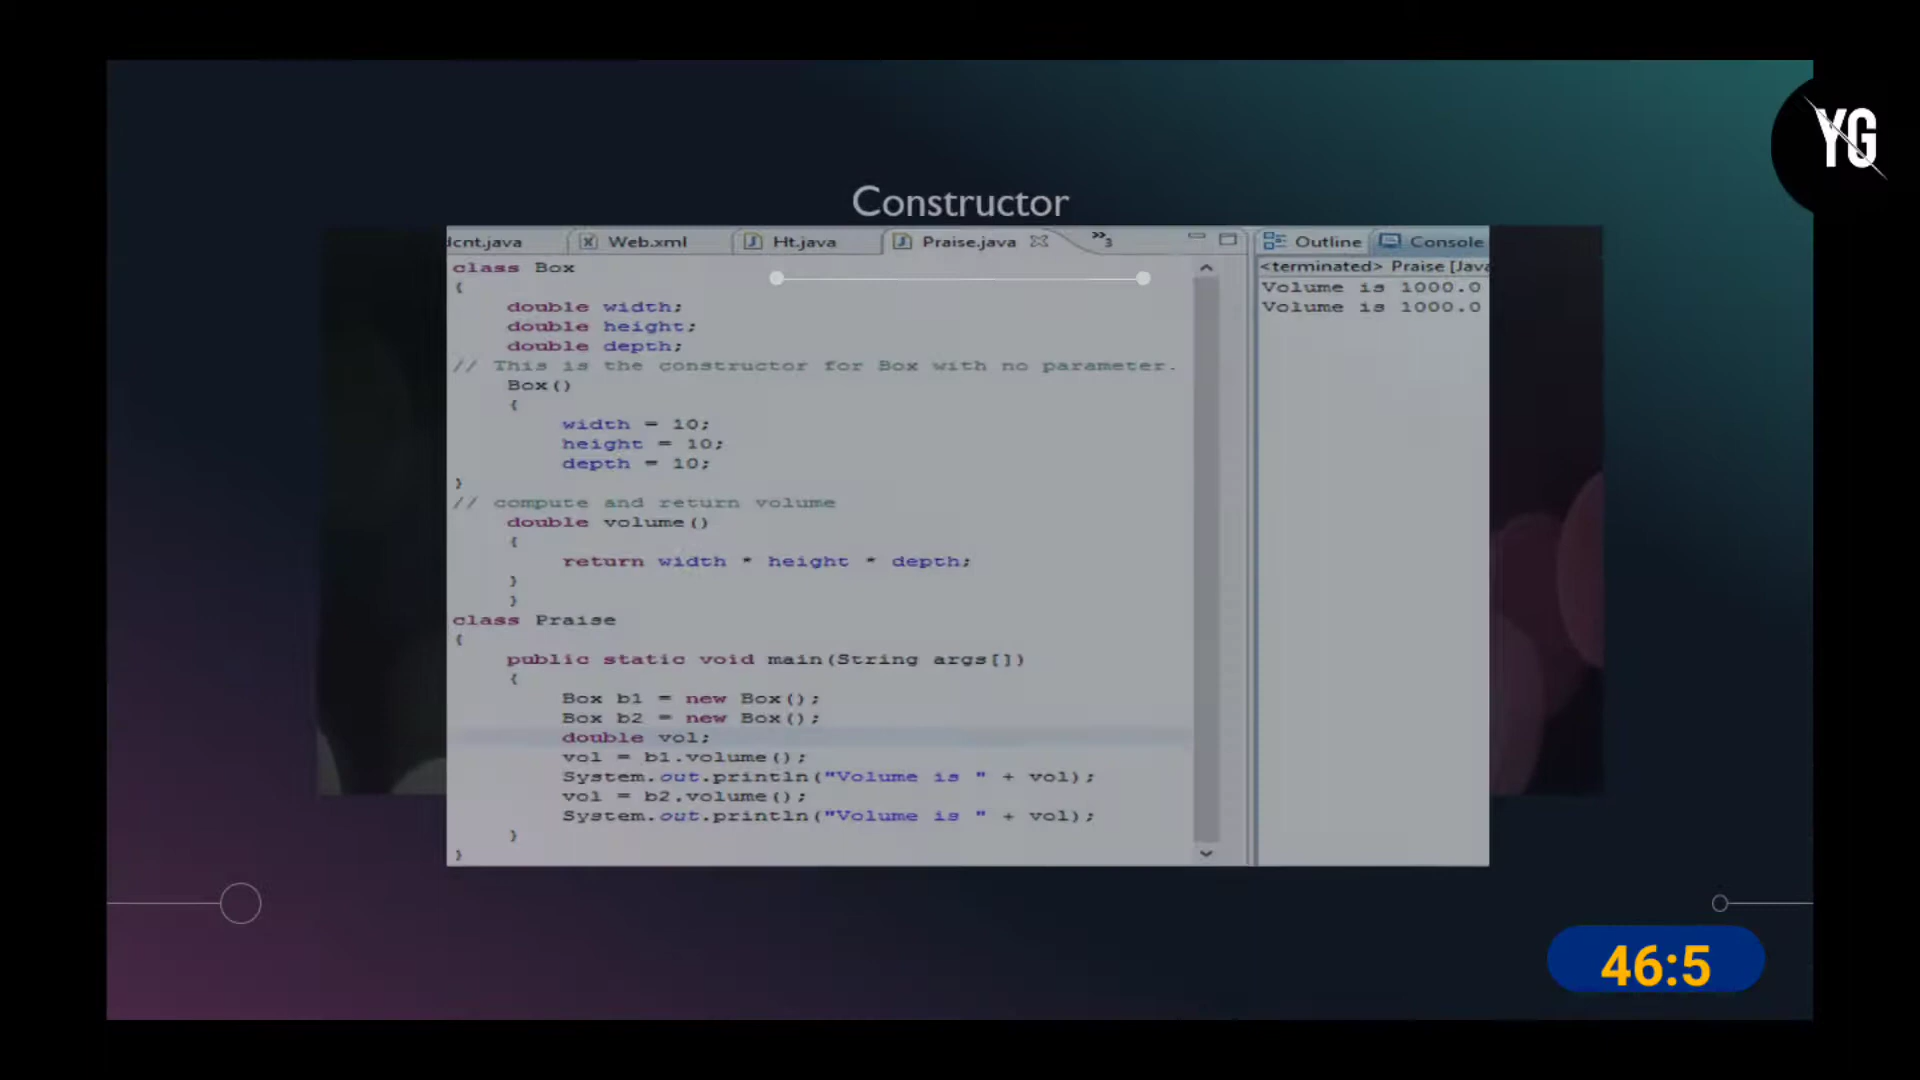 YG
Constructor
dcnt.java Web.xml Ht.java Praise.java »3 Outline Console
class Box
{
double width;
double height;
double depth;
// This is the constructor for Box with no parameter.
Box()
{
width = 10;
height = 10;
depth = 10;
}
// compute and return volume
double volume()
{
return width * height * depth;
}
}
class Praise
{
public static void main(String args[])
{
Box b1 = new Box();
Box b2 = new Box();
double vol;
vol = b1.volume();
System.out.println("Volume is " + vol);
vol = b2.volume();
System.out.println("Volume is " + vol);
}
}
<terminated> Praise [Java
Volume is 1000.0
Volume is 1000.0
46:5